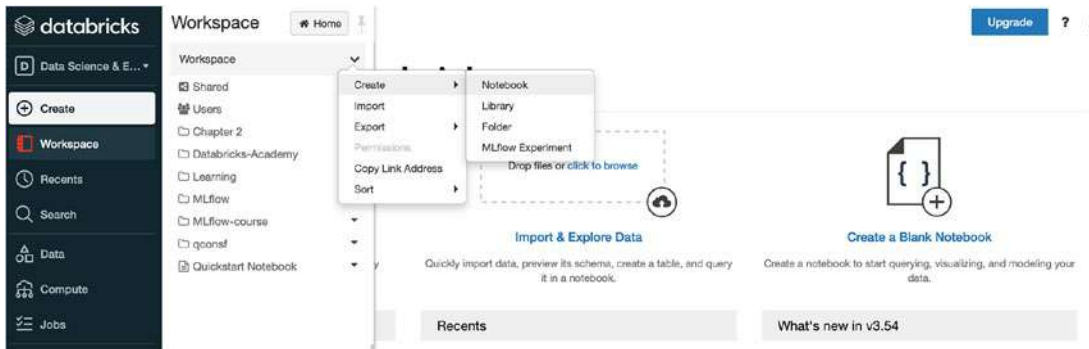 databricks
D Data Science & E...
Create
Workspace
Recents
Search
Data
Compute
Jobs
Workspace
Home
Workspace
Shared
Users
Chapter 2
Databricks-Academy
Learning
MLflow
MLflow-course
qconsf
Quickstart Notebook
Create
Import
Export
Permissions
Copy Link Address
Sort
Notebook
Library
Folder
MLflow Experiment
Upgrade
?
Drop files or click to browse
Import & Explore Data
Quickly import data, preview its schema, create a table, and query
it in a notebook.
{ }
Create a Blank Notebook
Create a notebook to start querying, visualizing, and modeling your
data.
Recents
What's new in v3.54